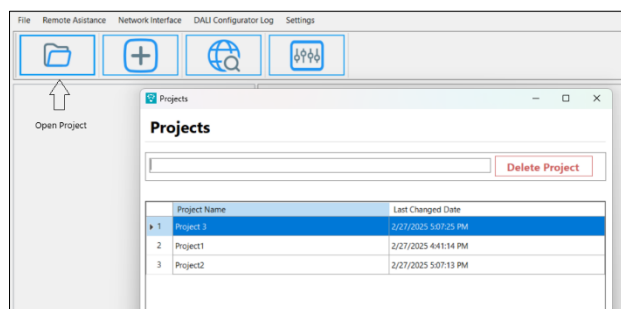 File Remote Asistance Network Interface DALI Configurator Log Settings
Open Project
Projects
Projects
Delete Project
Project Name Last Changed Date
1 Project 3 2/27/2025 5:07:25 PM
2 Project1 2/27/2025 4:41:14 PM
3 Project2 2/27/2025 5:07:13 PM